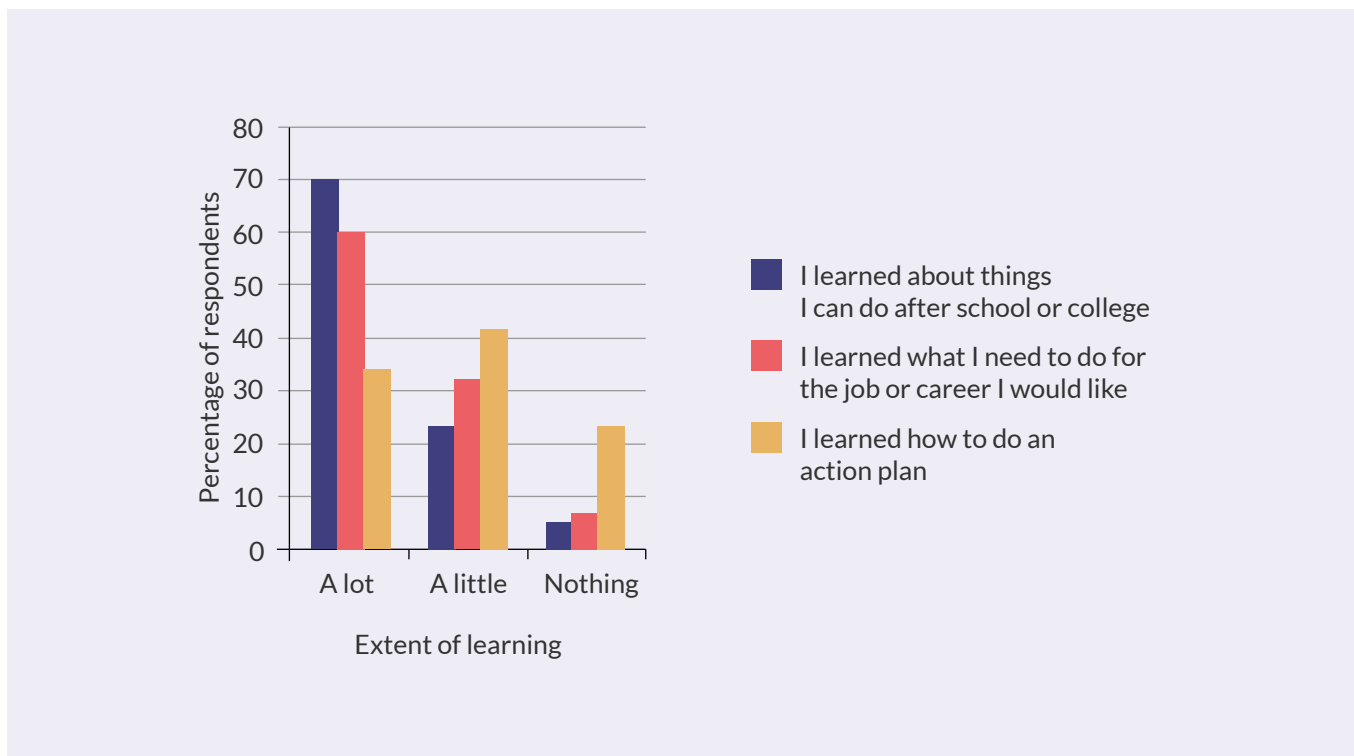 80
70
60
50
40
30
20
10
0
Percentage of respondents
A lot
A little
Nothing
Extent of learning
I learned about things
I can do after school or college
I learned what I need to do for
the job or career I would like
I learned how to do an
action plan